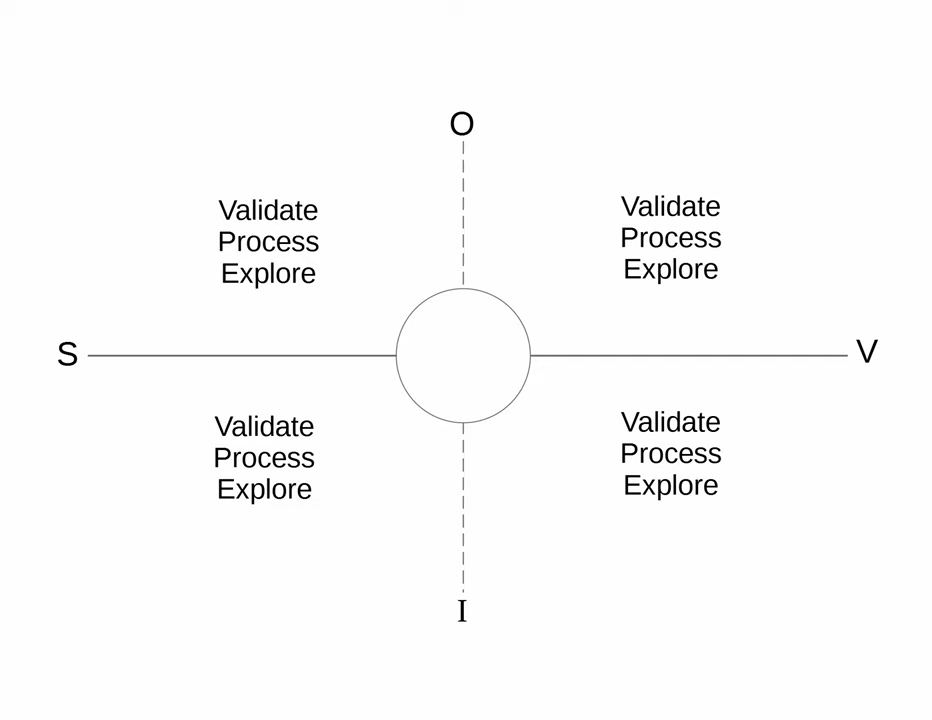 O
Validate
Process
Explore
Validate
Process
Explore
S
V
Validate
Process
Explore
Validate
Process
Explore
I